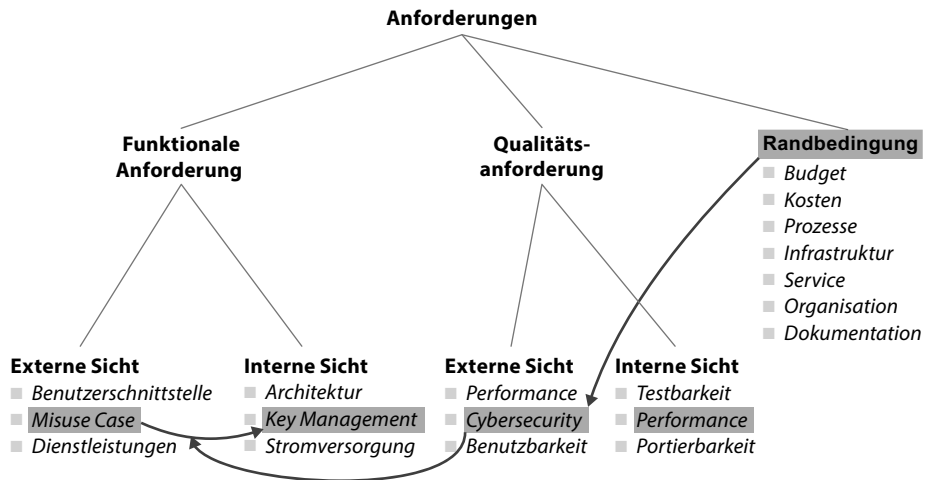 Anforderungen
Funktionale
Anforderung
Qualitäts-
anforderung
Randbedingung
Budget
Kosten
Prozesse
Infrastruktur
Service
Organisation
Dokumentation
Externe Sicht
Benutzerschnittstelle
Misuse Case
Dienstleistungen
Interne Sicht
Architektur
Key Management
Stromversorgung
Externe Sicht
Performance
Cybersecurity
Benutzbarkeit
Interne Sicht
Testbarkeit
Performance
Portierbarkeit